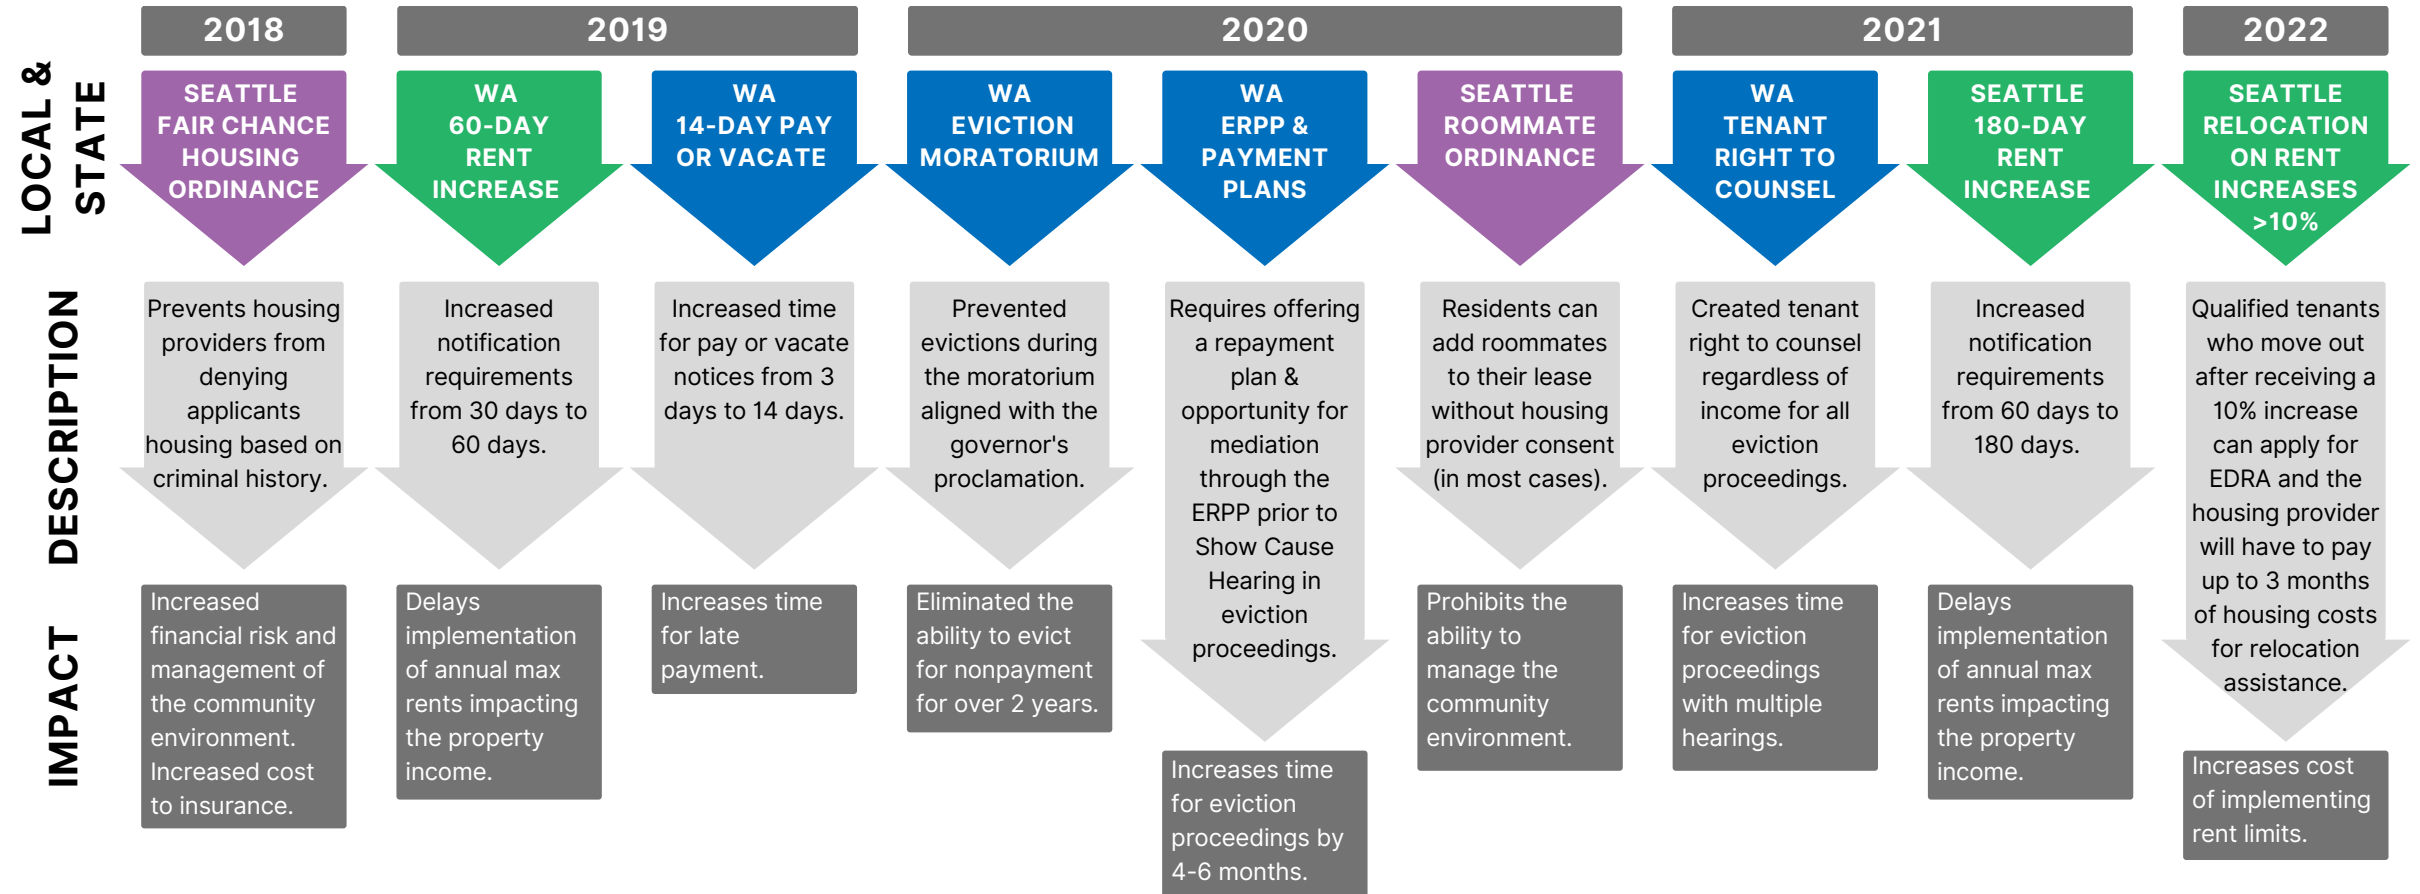 2018
2019
2020
2021
2022
LOCAL &
STATE
SEATTLE
FAIR CHANCE
HOUSING
ORDINANCE
WA
60-DAY
RENT
INCREASE
WA
14-DAY PAY
OR VACATE
WA
EVICTION
MORATORIUM
WA
ERPP &
PAYMENT
PLANS
SEATTLE
ROOMMATE
ORDINANCE
WA
TENANT
RIGHT TO
COUNSEL
SEATTLE
180-DAY
RENT
INCREASE
SEATTLE
RELOCATION
ON RENT
INCREASES
>10%
DESCRIPTION
Prevents housing
providers from
denying
applicants
housing based on
criminal history.
Increased
notification
requirements
from 30 days to
60 days.
Increased time
for pay or vacate
notices from 3
days to 14 days.
Prevented
evictions during
the moratorium
aligned with the
governor's
proclamation.
Requires offering
a repayment
plan &
opportunity for
mediation
through the
ERPP prior to
Show Cause
Hearing in
eviction
proceedings.
Residents can
add roommates
to their lease
without housing
provider consent
(in most cases).
Created tenant
right to counsel
regardless of
income for all
eviction
proceedings.
Increased
notification
requirements
from 60 days to
180 days.
Qualified tenants
who move out
after receiving a
10% increase
can apply for
EDRA and the
housing provider
will have to pay
up to 3 months
of housing costs
for relocation
assistance.
IMPACT
Increased
financial risk and
management of
the community
environment.
Increased cost
to insurance.
Delays
implementation
of annual max
rents impacting
the property
income.
Increases time
for late
payment.
Eliminated the
ability to evict
for nonpayment
for over 2 years.
Increases time
for eviction
proceedings by
4-6 months.
Prohibits the
ability to
manage the
community
environment.
Increases time
for eviction
proceedings
with multiple
hearings.
Delays
implementation
of annual max
rents impacting
the property
income.
Increases cost
of implementing
rent limits.